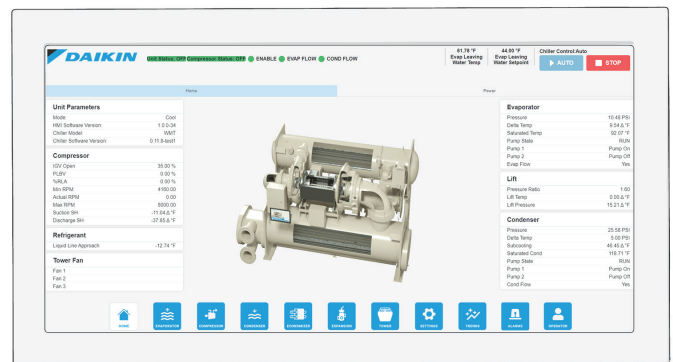 DAIKIN
Unit Status: OFF Compressor Status: OFF ENABLE EVAP FLOW COND FLOW
61.78 °F
Evap Leaving
Water Temp
44.00 °F
Evap Leaving
Water Setpoint
Chiller Control:Auto
AUTO
STOP
Home
Power
Unit Parameters
Mode Cool
HMI Software Version 1.0.0-34
Chiller Model WMT
Chiller Software Version 0.11.8-test1
Compressor
IGV Open 35.00 %
PLBV 0.00 %
%RLA 0.00 %
Min RPM 4160.00
Actual RPM 0.00
Max RPM
Suction SH -11.04 Δ °F
Discharge SH -37.85 Δ °F
Refrigerant
Liquid Line Approach -12.74 °F
Tower Fan
Fan 1
Fan 2
Fan 3
Evaporator
Pressure 10.48 PSI
Delta Temp 9.54 Δ °F
Saturated Temp 92.07 °F
Pump State RUN
Pump 1 Pump On
Pump 2 Pump Off
Evap Flow Yes
Lift
Pressure Ratio 1.60
Lift Temp 0.00 Δ °F
Lift Pressure 15.21 Δ °F
Condenser
Pressure 25.58 PSI
Delta Temp 5.00 PSI
Subcooling 46.45 Δ °F
Saturated Cond 118.71 °F
Pump State RUN
Pump 1 Pump On
Pump 2 Pump Off
Cond Flow Yes
HOME
EVAPORATOR
COMPRESSOR
CONDENSER
ECONOMIZER
EXPANSION
TOWER
SETTINGS
TRENDS
ALARMS
OPERATOR